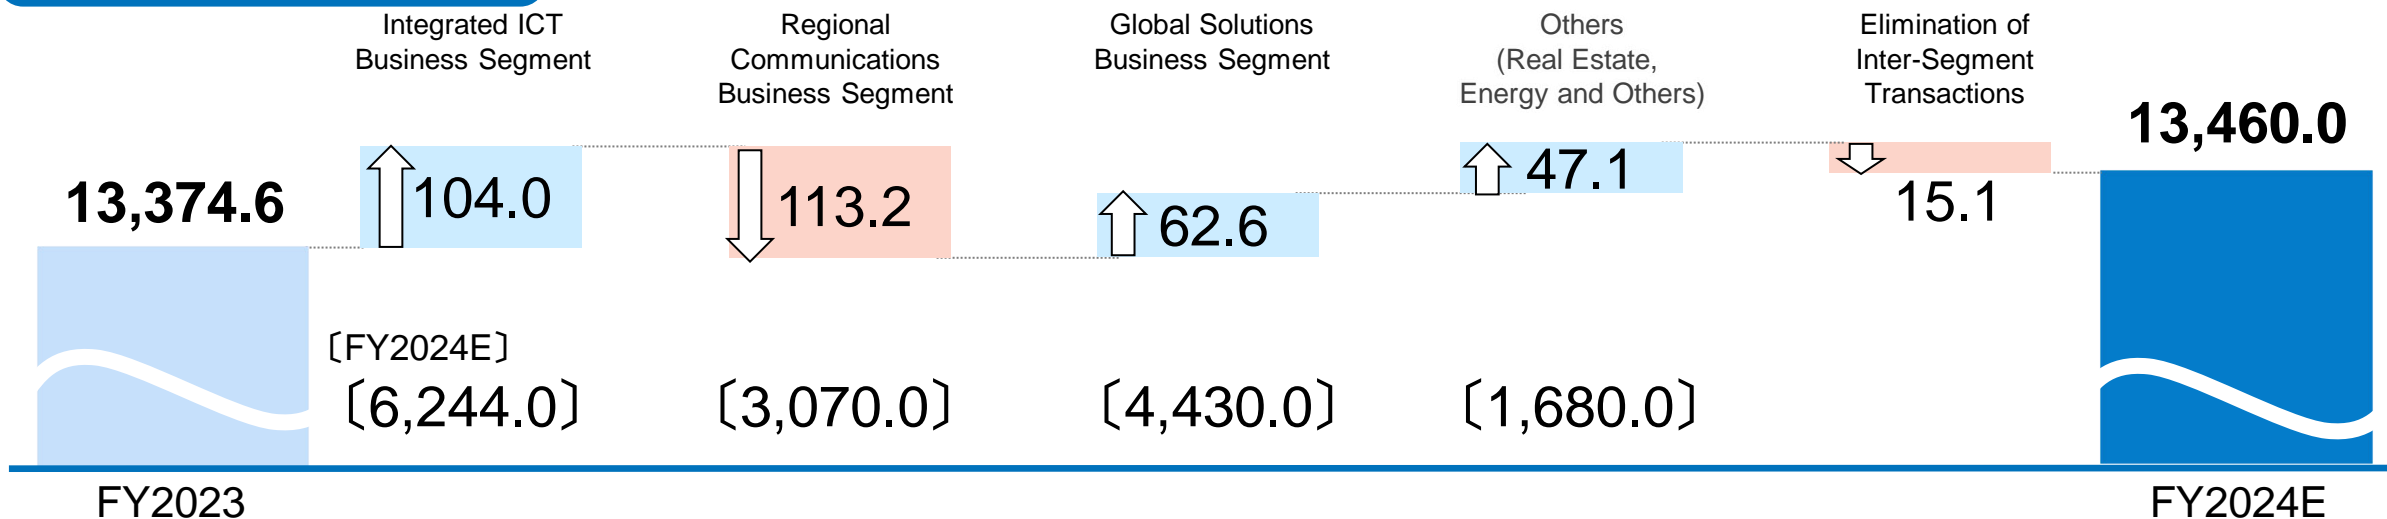 Integrated ICT
Business Segment
Regional
Communications
Business Segment
Global Solutions
Business Segment
Others
(Real Estate,
Energy and Others)
Elimination of
Inter-Segment
Transactions
13,374.6
104.0
113.2
62.6
47.1
15.1
13,460.0
〔FY2024E〕
〔6,244.0〕
〔3,070.0〕
〔4,430.0〕
〔1,680.0〕
FY2023
FY2024E